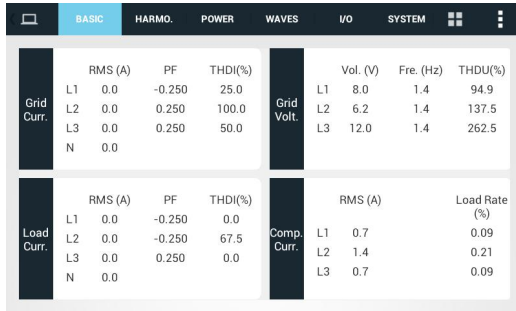 BASIC HARMO. POWER WAVES I/O SYSTEM
Grid Curr.
RMS (A) PF THDI(%)
L1 0.0 -0.250 25.0
L2 0.0 0.250 100.0
L3 0.0 0.250 50.0
N 0.0
Grid Volt.
Vol. (V) Fre. (Hz) THDU(%)
L1 8.0 1.4 94.9
L2 6.2 1.4 137.5
L3 12.0 1.4 262.5
Load Curr.
RMS (A) PF THDI(%)
L1 0.0 -0.250 0.0
L2 0.0 -0.250 67.5
L3 0.0 0.250 0.0
N 0.0
Comp. Curr.
RMS (A) Load Rate
(%)
L1 0.7 0.09
L2 1.4 0.21
L3 0.7 0.09